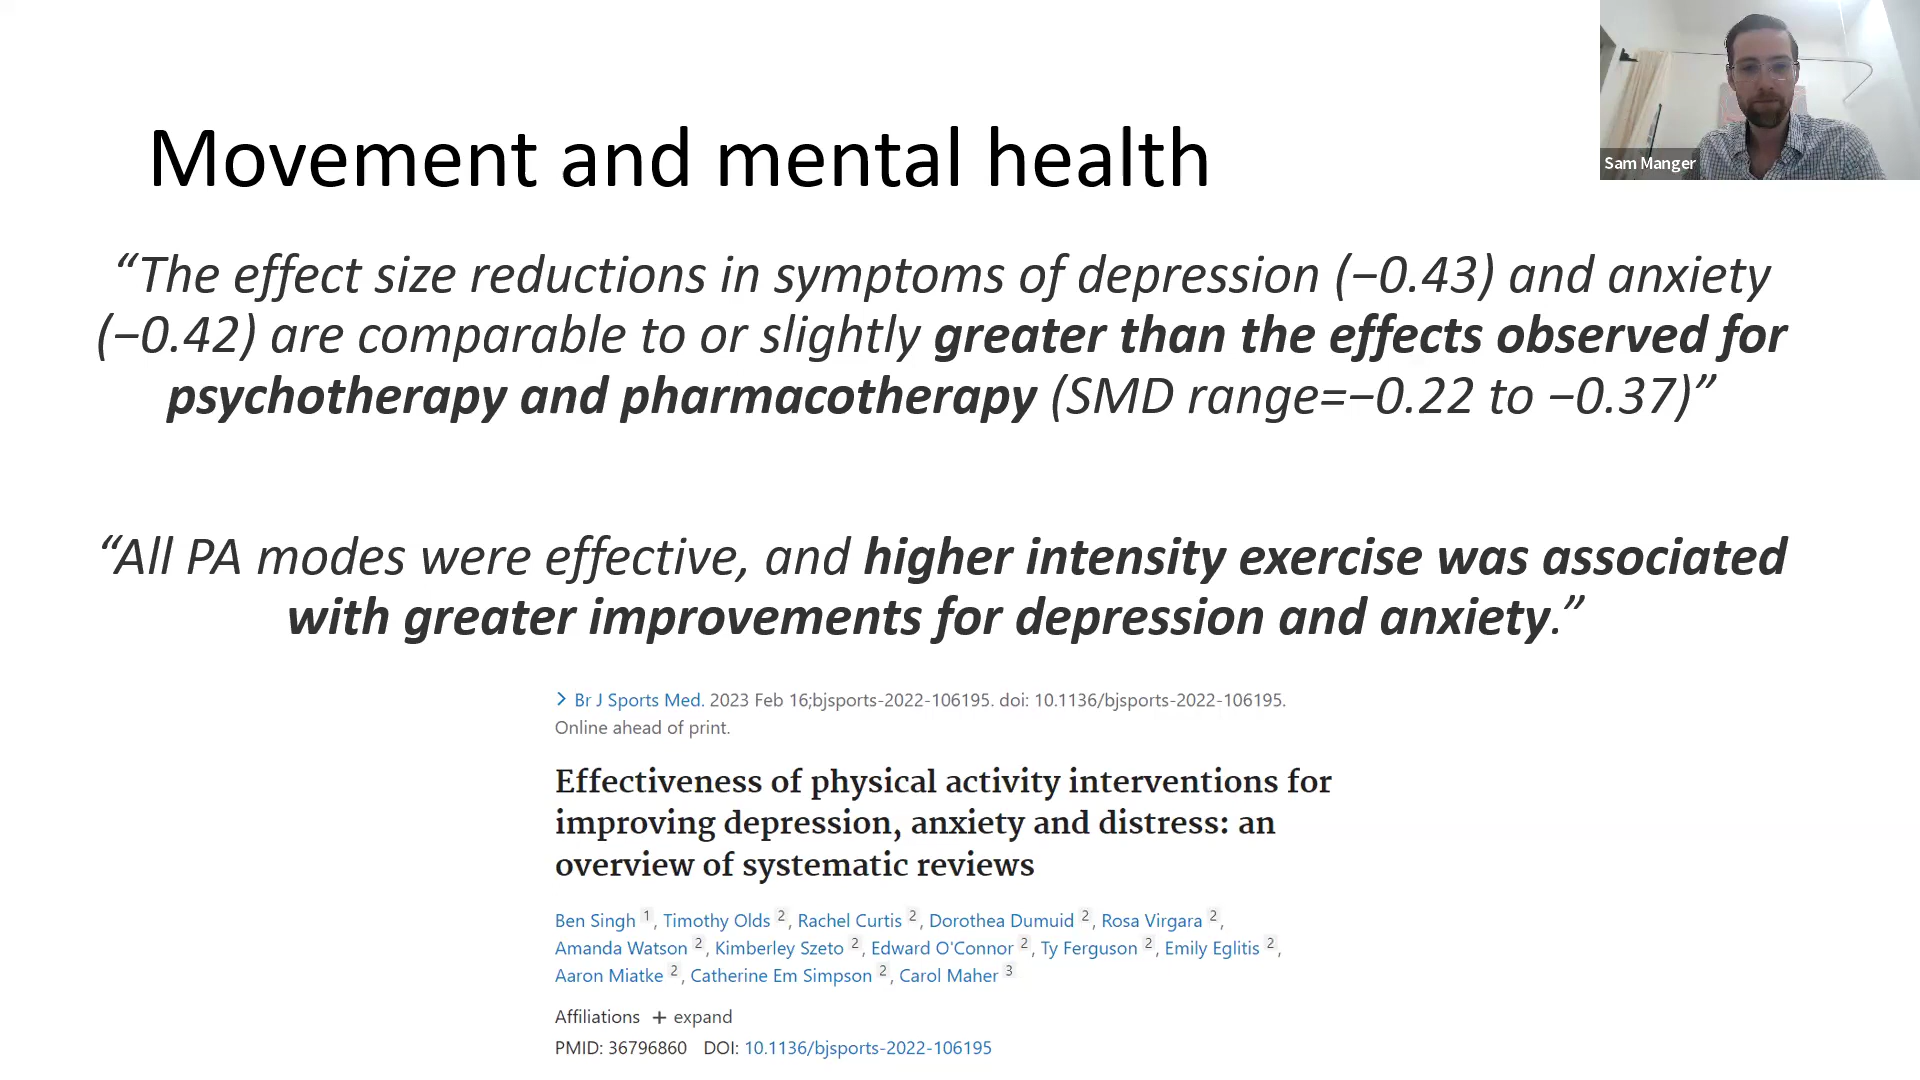 Movement and mental health
Sam Manger
“The effect size reductions in symptoms of depression (−0.43) and anxiety
(−0.42) are comparable to or slightly greater than the effects observed for
psychotherapy and pharmacotherapy (SMD range=−0.22 to −0.37)”
“All PA modes were effective, and higher intensity exercise was associated
with greater improvements for depression and anxiety.”
> Br J Sports Med. 2023 Feb 16;bjsports-2022-106195. doi: 10.1136/bjsports-2022-106195.
Online ahead of print.
Effectiveness of physical activity interventions for
improving depression, anxiety and distress: an
overview of systematic reviews
Ben Singh 1, Timothy Olds 2, Rachel Curtis 2, Dorothea Dumuid 2, Rosa Virgara 2,
Amanda Watson 2, Kimberley Szeto 2, Edward O'Connor 2, Ty Ferguson 2, Emily Eglitis 2,
Aaron Miatke 2, Catherine Em Simpson 2, Carol Maher 3
Affiliations + expand
PMID: 36796860 DOI: 10.1136/bjsports-2022-106195